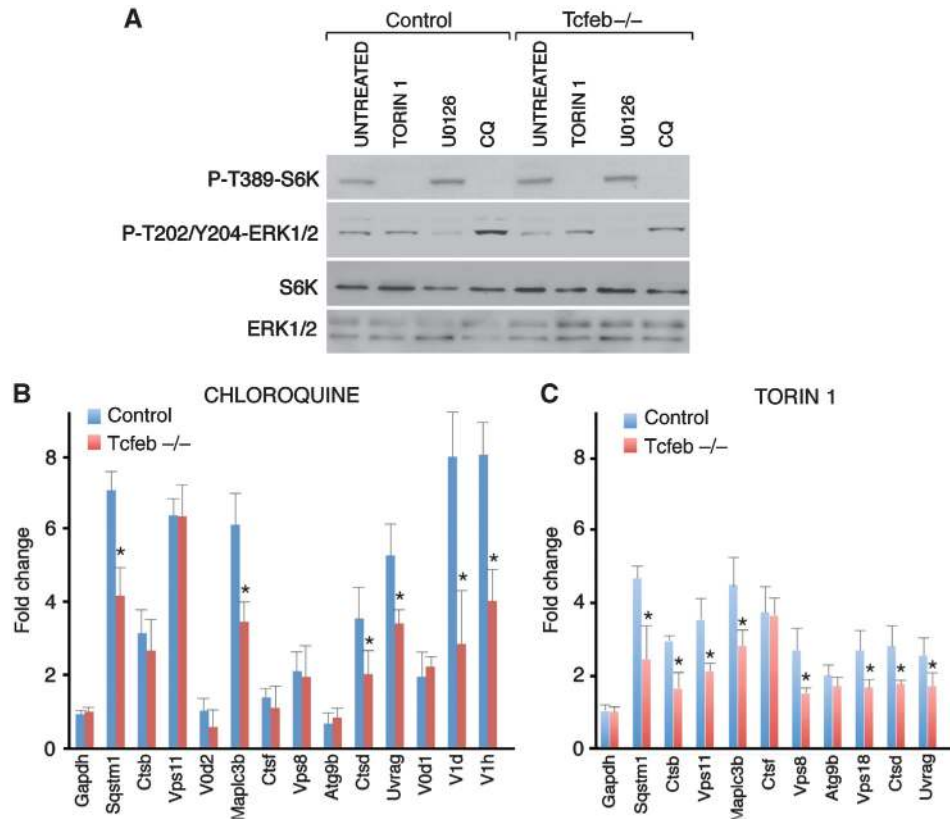 A
Control Tcfeb–/–
UNTREATED TORIN 1 U0126 CQ UNTREATED TORIN 1 U0126 CQ
P-T389-S6K
P-T202/Y204-ERK1/2
S6K
ERK1/2
B CHLOROQUINE
Control
Tcfeb –/–
Fold change
8
6
4
2
0
* * * * * *
Gapdh Sqstm1 Ctsb Vps11 V0d2 Maplc3b Ctsf Vps8 Atg9b Ctsd Uvrag V0d1 V1d V1h
C TORIN 1
Control
Tcfeb –/–
Fold change
8
6
4
2
0
* * * * * * * *
Gapdh Sqstm1 Ctsb Vps11 Maplc3b Ctsf Vps8 Atg9b Vps18 Ctsd Uvrag